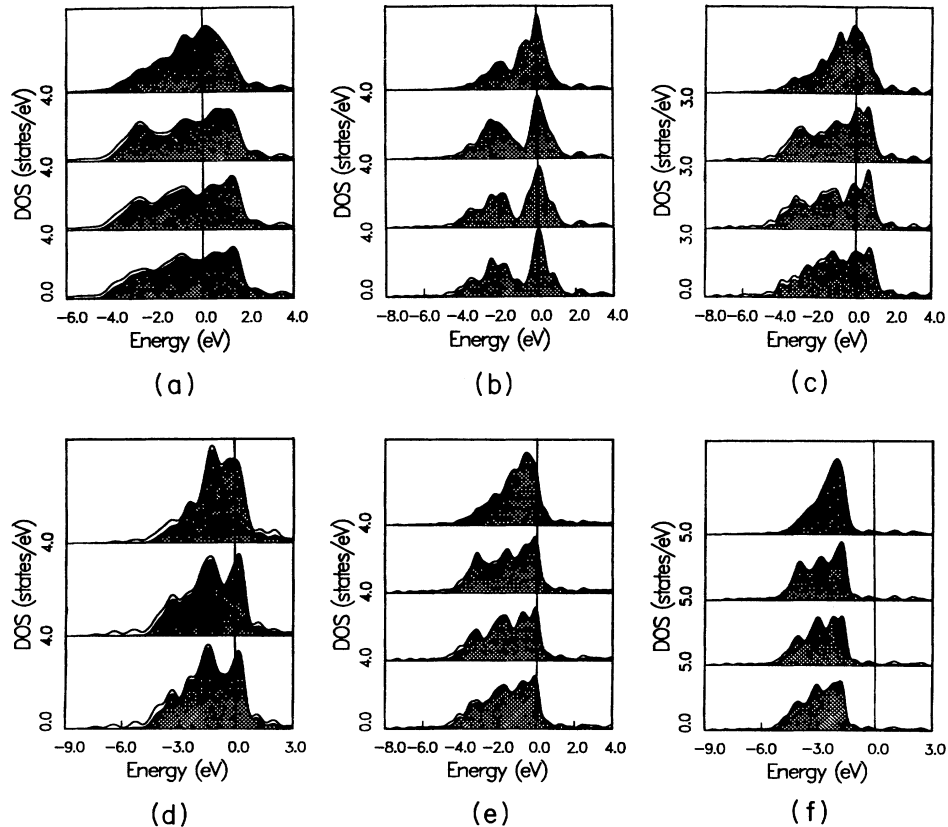 DOS (states/eV)
4.0
4.0
4.0
0.0
-6.0 -4.0 -2.0 0.0 2.0 4.0
Energy (eV)
(a)
DOS (states/eV)
4.0
4.0
4.0
0.0
-8.0 -6.0 -4.0 -2.0 0.0 2.0 4.0
Energy (eV)
(b)
DOS (states/eV)
3.0
3.0
3.0
0.0
-8.0 -6.0 -4.0 -2.0 0.0 2.0 4.0
Energy (eV)
(c)
DOS (states/eV)
4.0
4.0
0.0
-9.0 -6.0 -3.0 0.0 3.0
Energy (eV)
(d)
DOS (states/eV)
4.0
4.0
4.0
0.0
-8.0 -6.0 -4.0 -2.0 0.0 2.0 4.0
Energy (eV)
(e)
DOS (states/eV)
5.0
5.0
5.0
0.0
-9.0 -6.0 -3.0 0.0 3.0
Energy (eV)
(f)